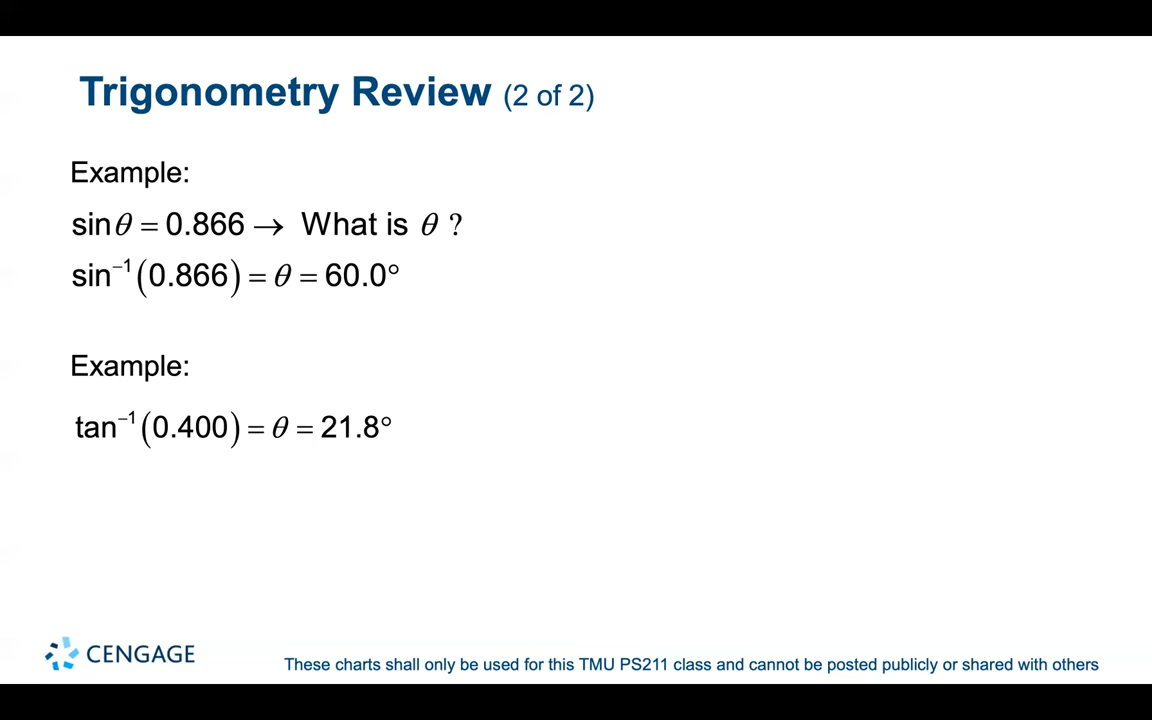 Trigonometry Review (2 of 2)
Example:
sinθ = 0.866 → What is θ ?
sin⁻¹(0.866) = θ = 60.0°
Example:
tan⁻¹(0.400) = θ = 21.8°
CENGAGE
These charts shall only be used for this TMU PS211 class and cannot be posted publicly or shared with others